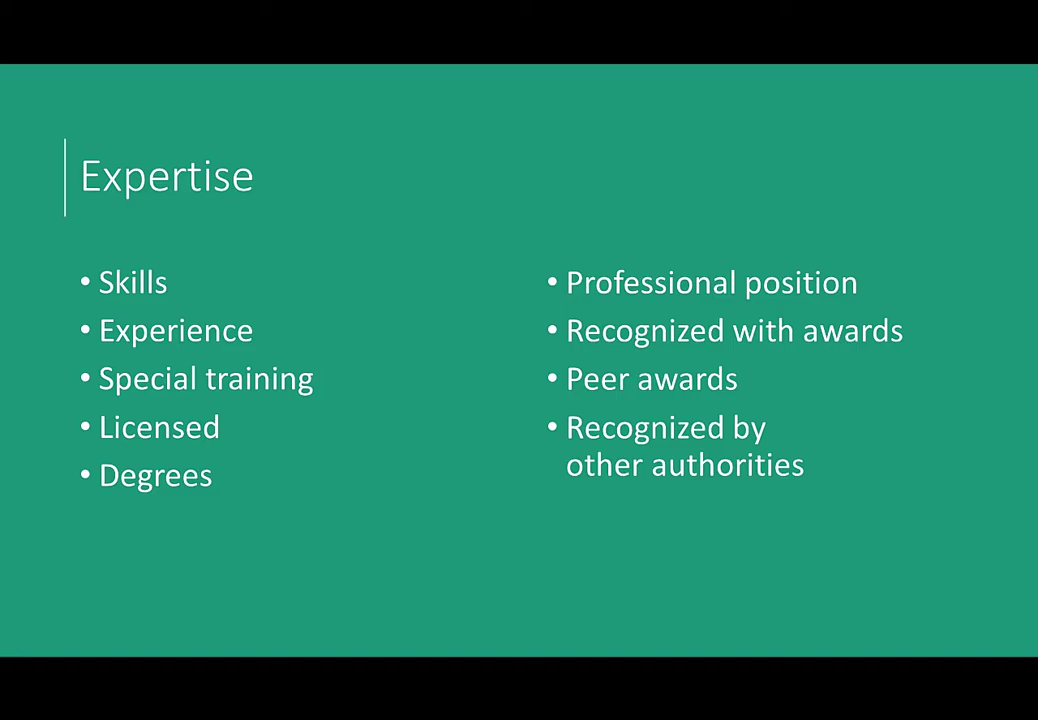 Expertise
• Skills
• Experience
• Special training
• Licensed
• Degrees
• Professional position
• Recognized with awards
• Peer awards
• Recognized by
other authorities